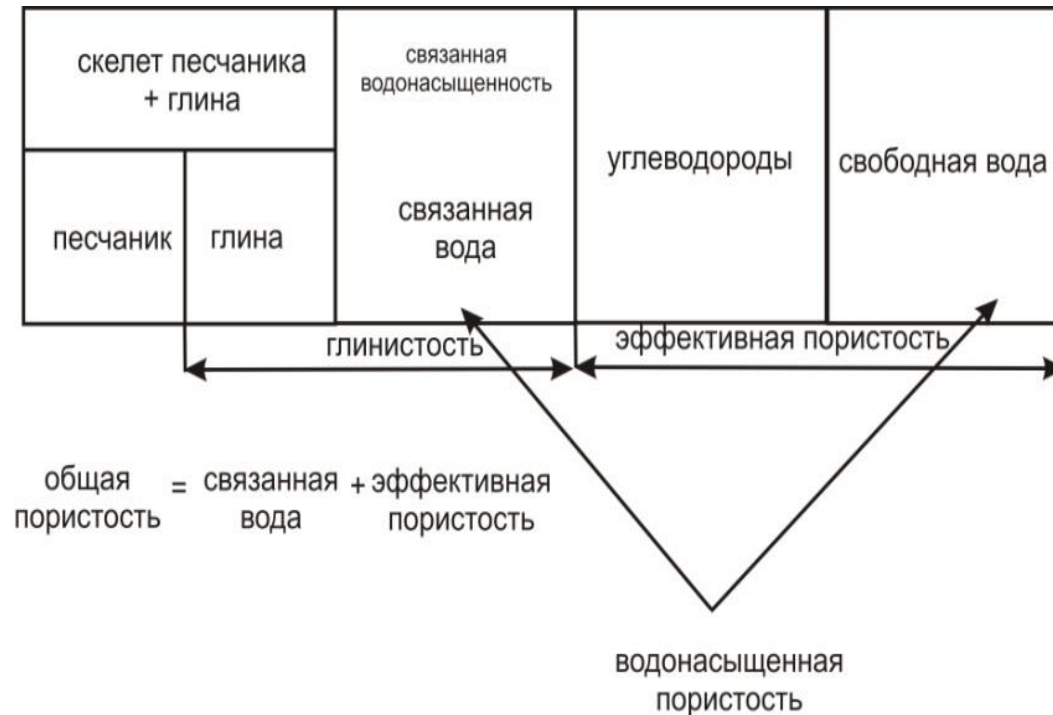 скелет песчаника
+ глина
связанная
водонасыщенность
углеводороды
свободная вода
песчаник
глина
связанная
вода
глинистость
эффективная пористость
общая
пористость
=
связанная
вода
+
эффективная
пористость
водонасыщенная
пористость